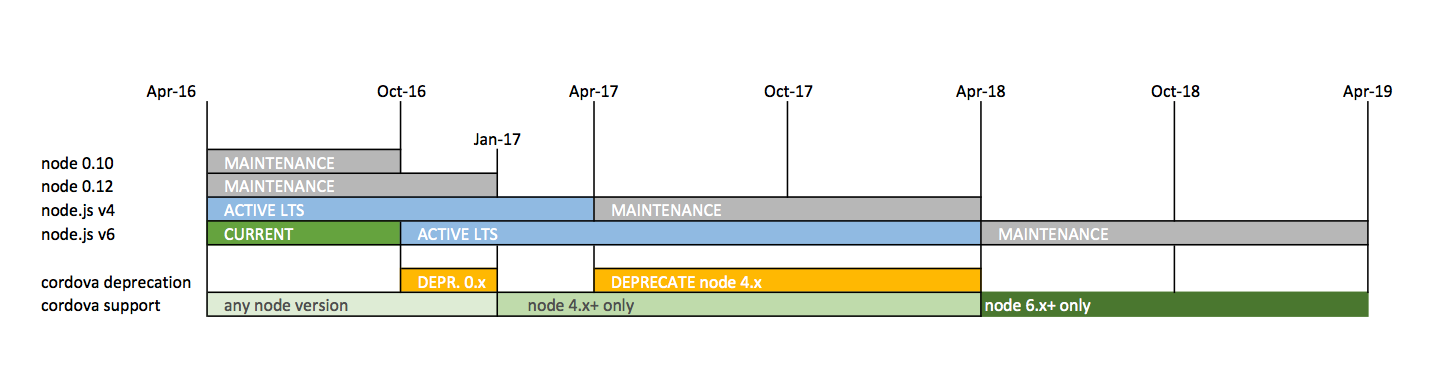 Apr-16 Oct-16 Apr-17 Oct-17 Apr-18 Oct-18 Apr-19
Jan-17
node 0.10 MAINTENANCE
node 0.12 MAINTENANCE
node.js v4 ACTIVE LTS MAINTENANCE
node.js v6 CURRENT ACTIVE LTS MAINTENANCE
cordova deprecation DEPR. 0.x DEPRECATE node 4.x
cordova support any node version node 4.x+ only node 6.x+ only